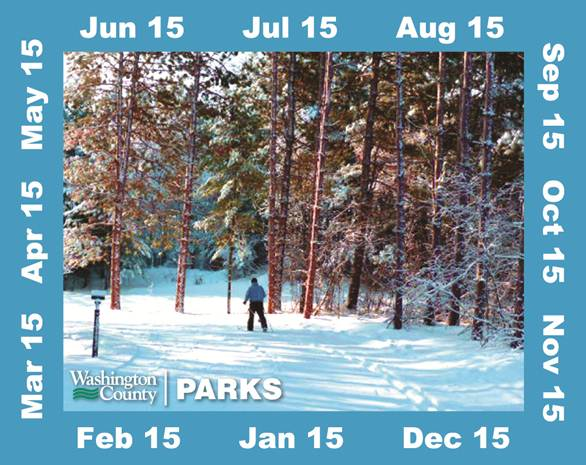 Jun 15 Jul 15 Aug 15
May 15
Apr 15
Mar 15
Sep 15
Oct 15
Nov 15
Washington
County
PARKS
Feb 15 Jan 15 Dec 15